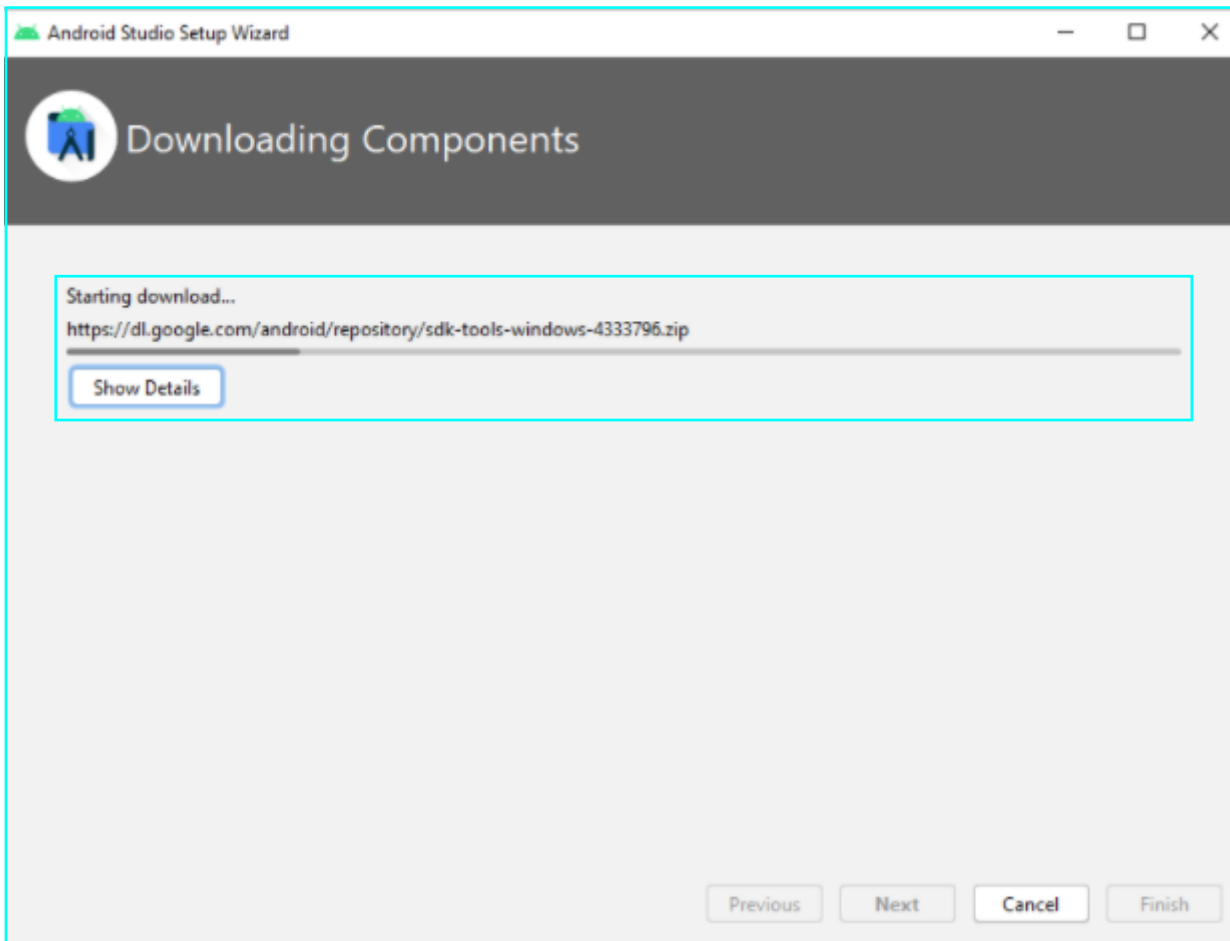 Android Studio Setup Wizard
Downloading Components
Starting download...
https://dl.google.com/android/repository/sdk-tools-windows-4333796.zip
Show Details
Previous Next Cancel Finish